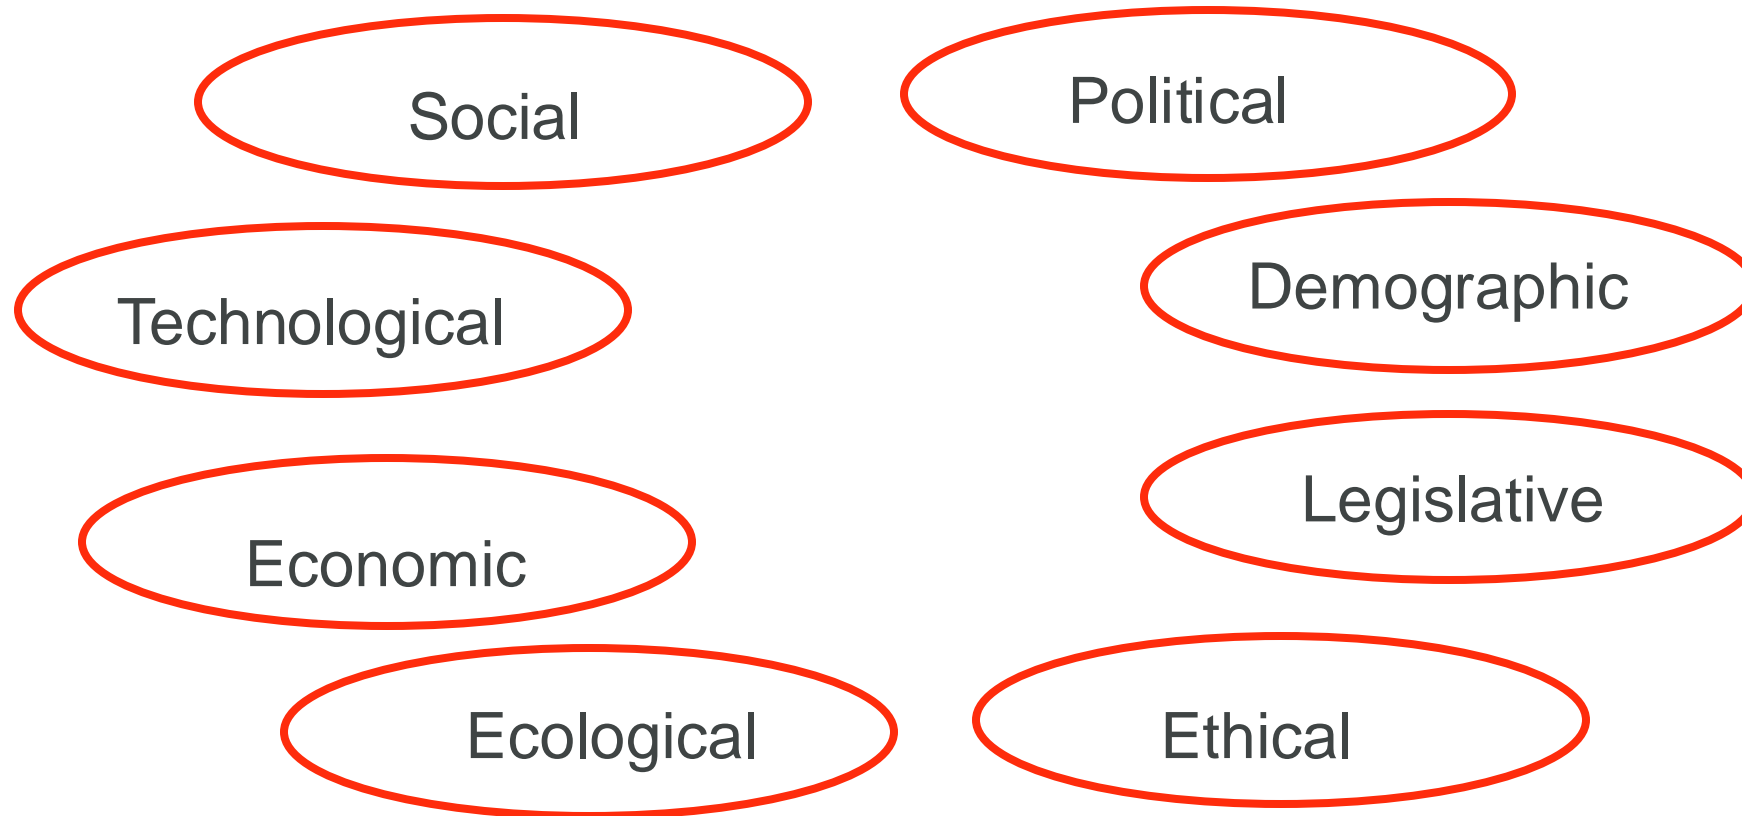 Social
Political
Technological
Demographic
Economic
Legislative
Ecological
Ethical